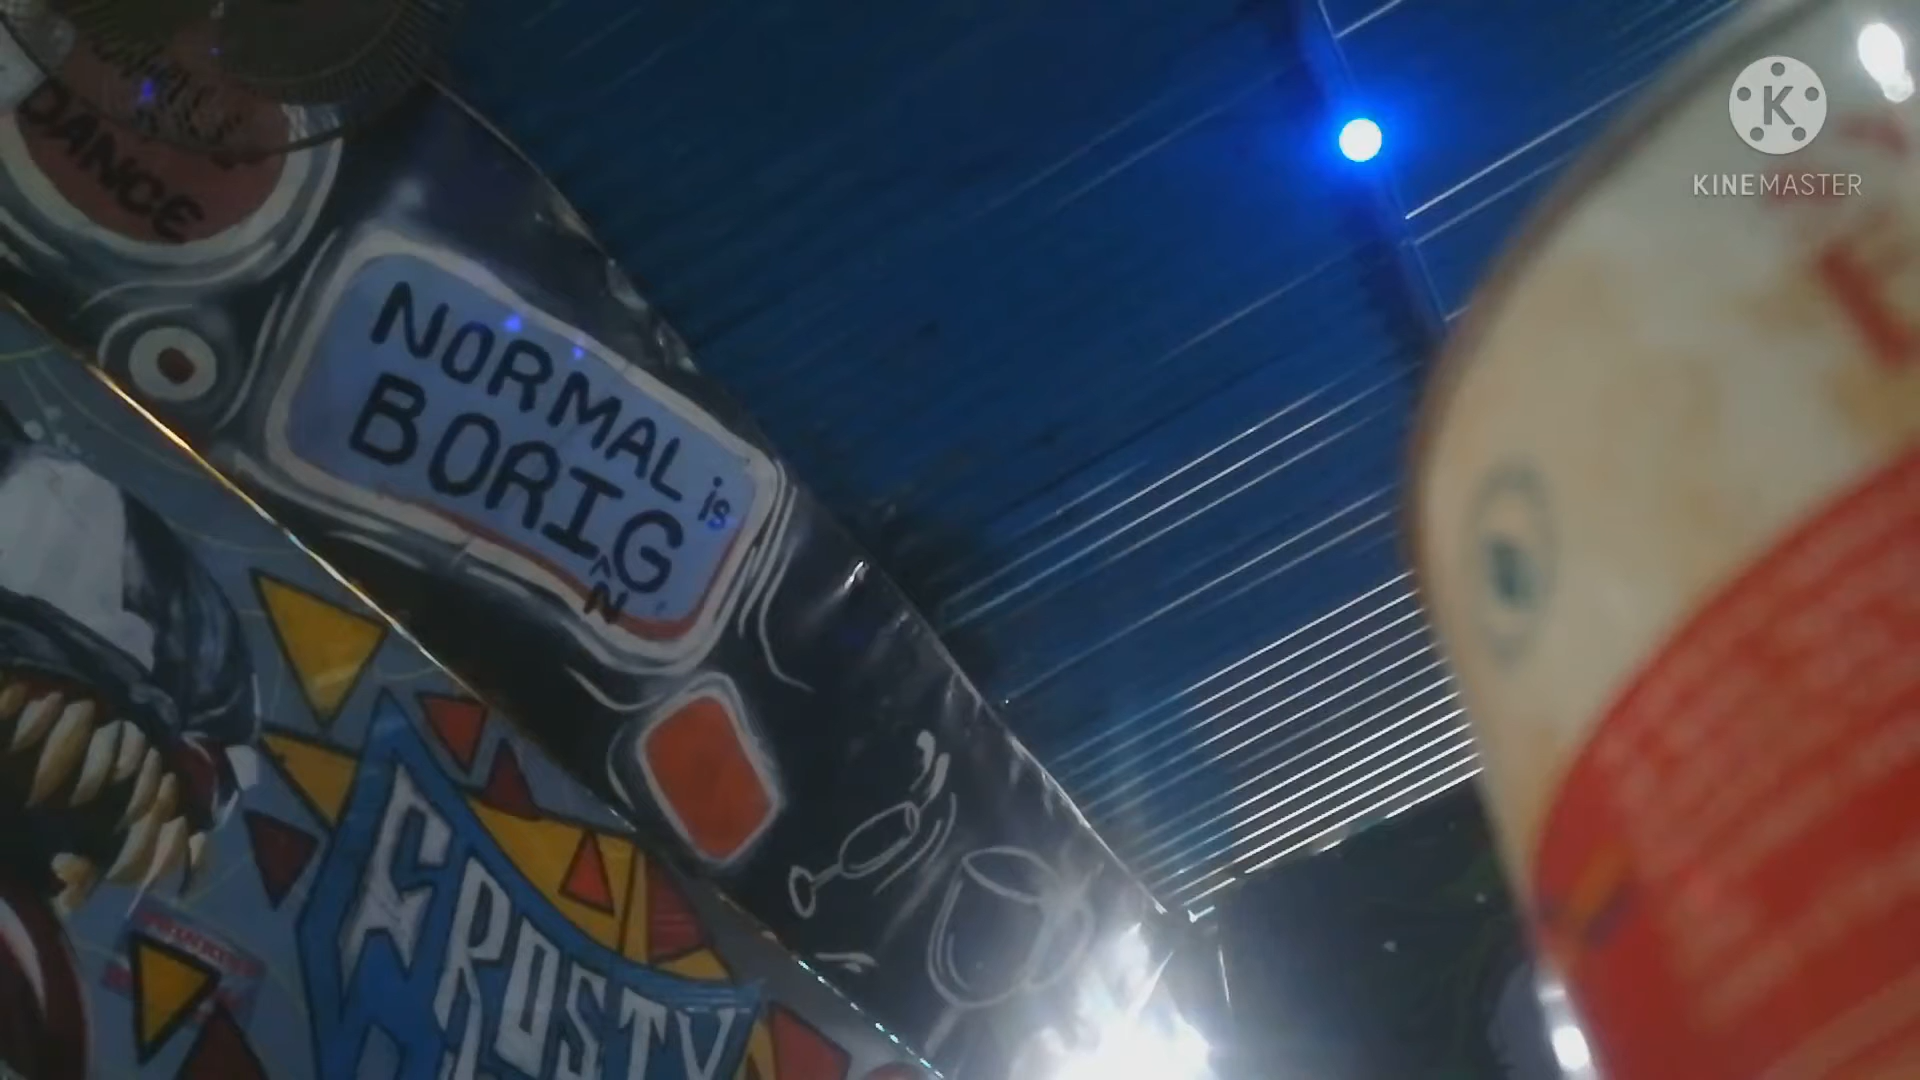 DANCE
NORMAL is
BORIG
^
N
FROSTY
K
KINEMASTER